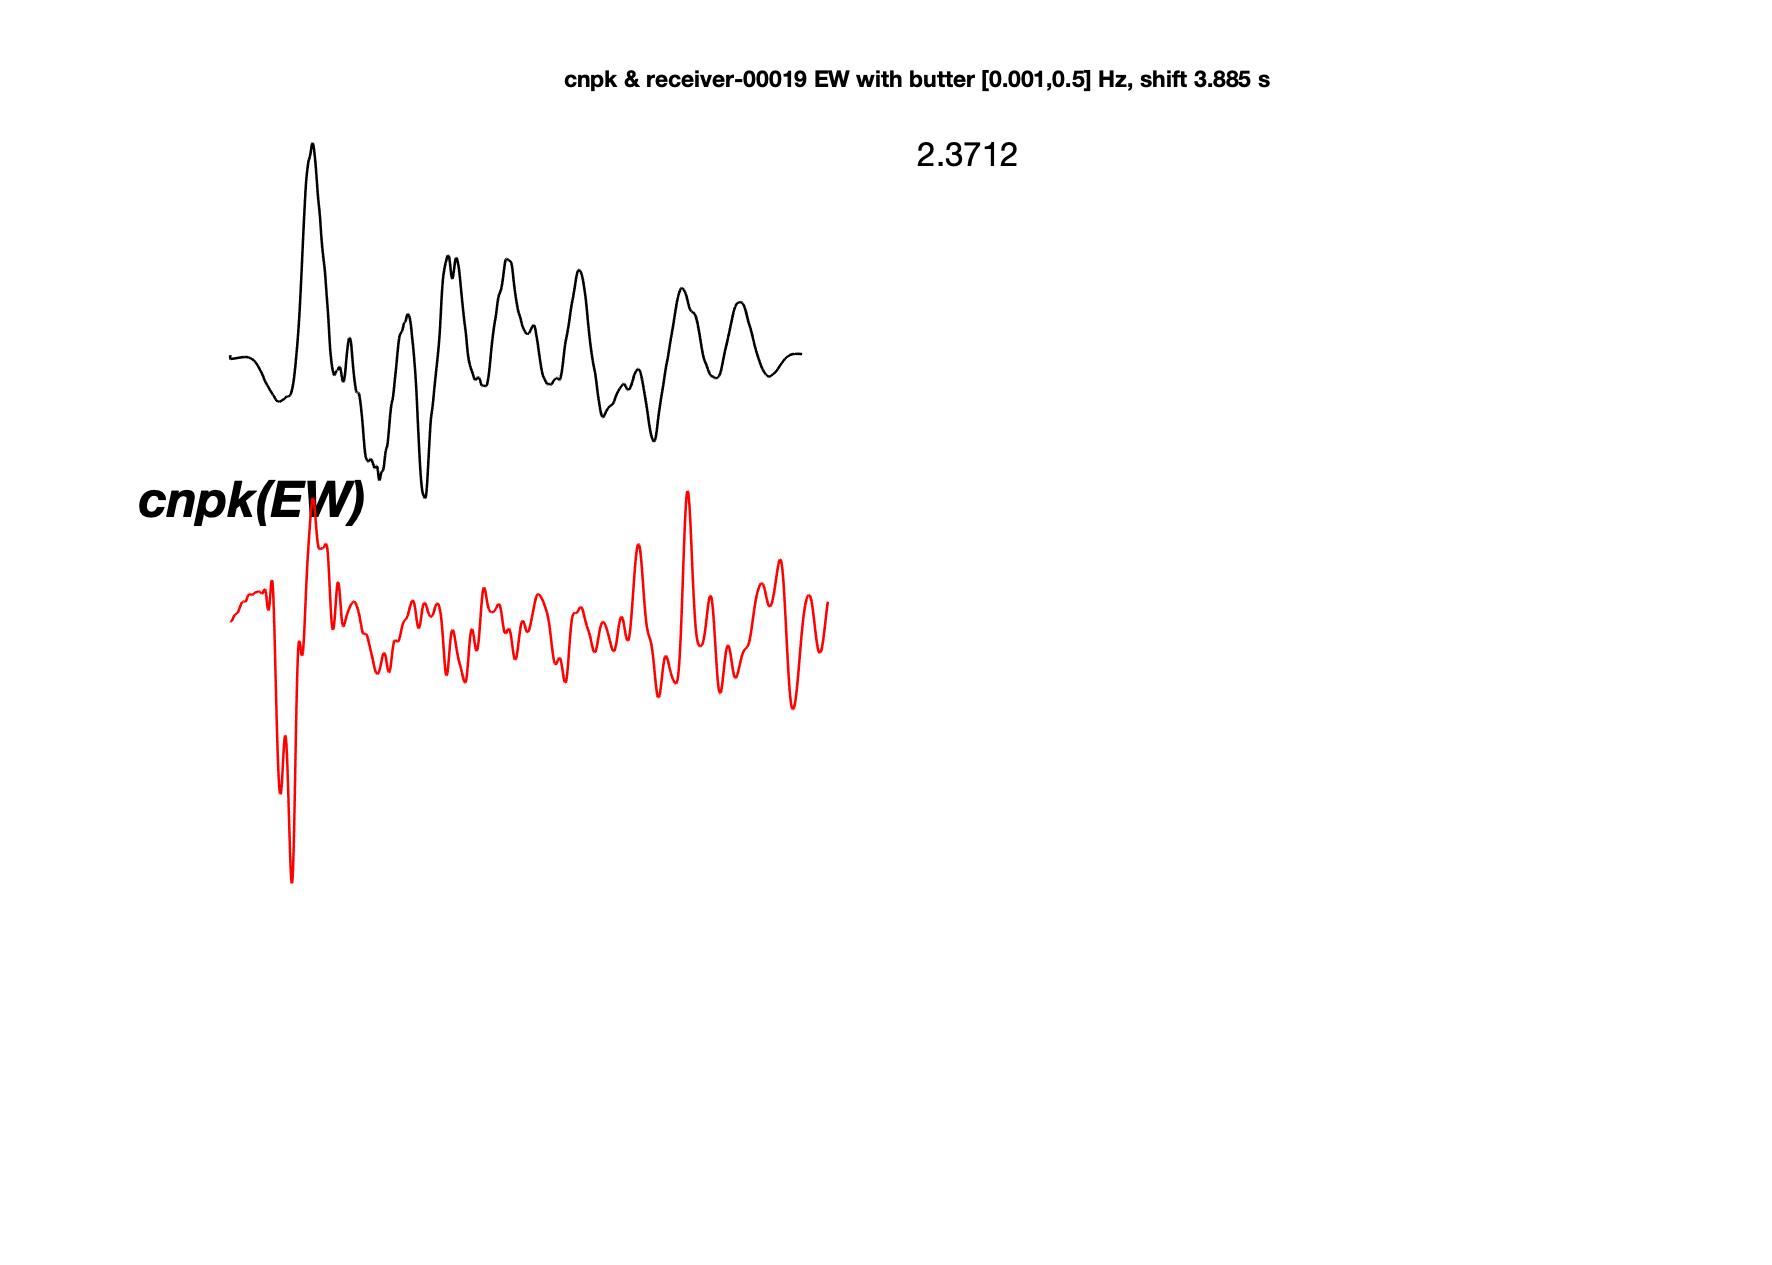 cnpk & receiver-00019 EW with butter [0.001,0.5] Hz, shift 3.885 s
2.3712
cnpk(EW)